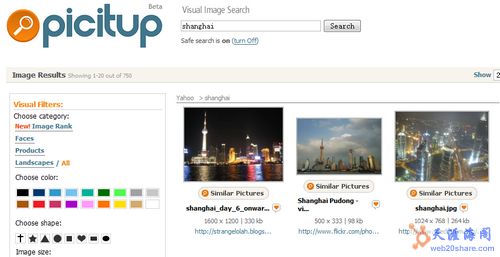 Beta
picitup
Visual Image Search
shanghai
Search
Safe search is on (turn Off)
Image Results Showing 1-20 out of 750
Show 2
Visual Filters:
Choose category:
New! Image Rank
Faces
Products
Landscapes / All
Choose color:
Choose shape:
Image size:
Yahoo > shanghai
Similar Pictures
shanghai_day_6_onwar...
1600 x 1200 | 330 kb
http://strangelolah.blogs...
Similar Pictures
Shanghai Pudong -
vi...
500 x 333 | 98 kb
http://www.flickr.com/pho...
Similar Pictures
shanghai.jpg
1024 x 768 | 264 kb
http://www
天涯海阁
web20share.com